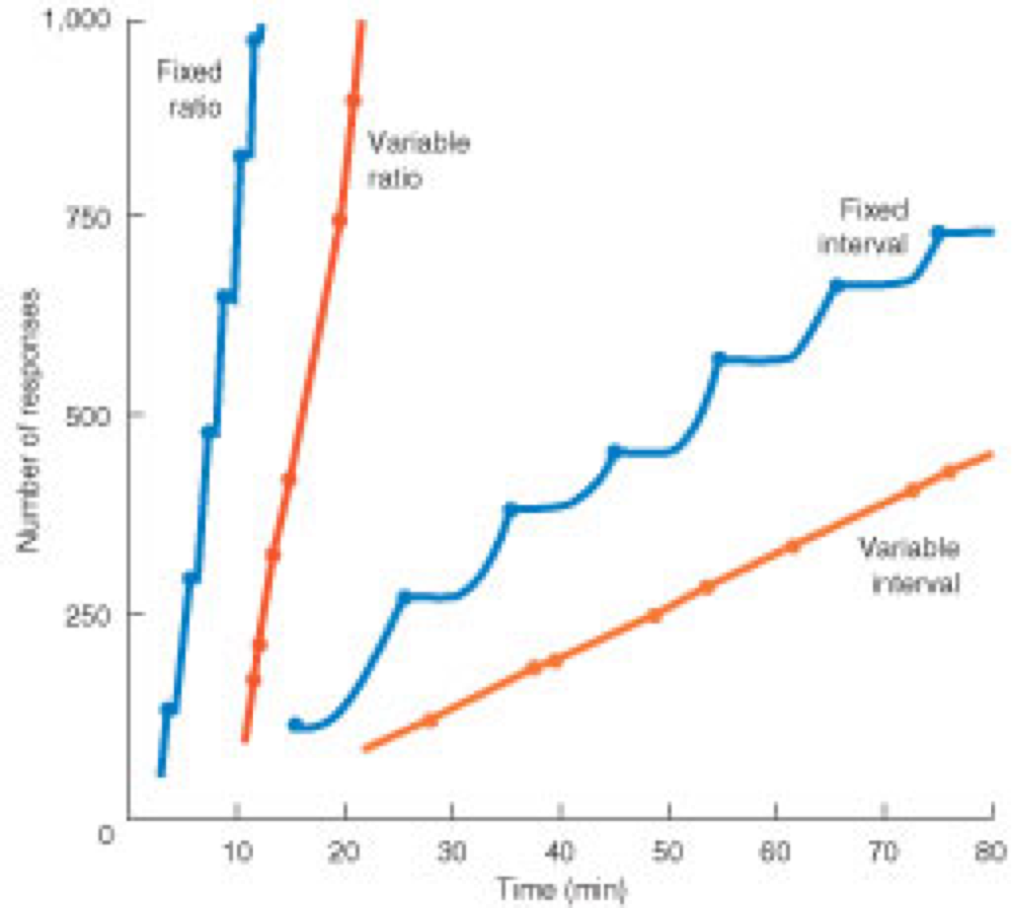 1,000
Fixed
ratio
Variable
ratio
750
Fixed
interval
Number of responses
500
Variable
interval
250
0
10 20 30 40 50 60 70 80
Time (min)